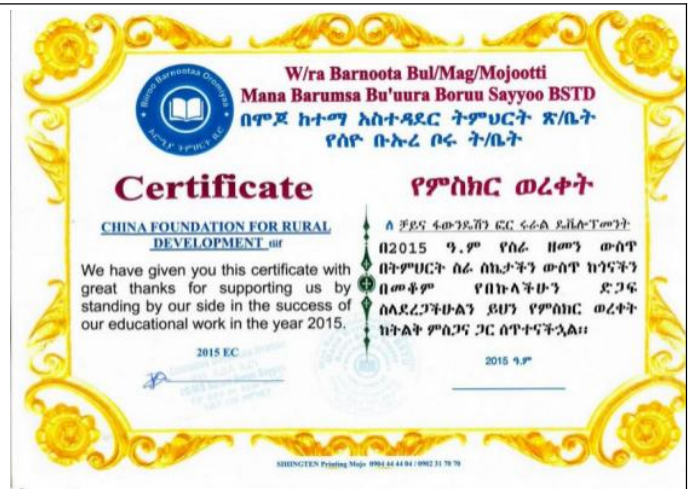 W/ra Barnoota Bul/Mag/Mojootti
Mana Barumsa Bu'uura Boruu Sayyoo BSTD
በሞጆ ከተማ አስተዳደር ትምህርት ጽ/ቤት
የሰዮ ቡኡረ ቦሩ ት/ቤት
Certificate
CHINA FOUNDATION FOR RURAL
DEVELOPMENT tiif
We have given you this certificate with
great thanks for supporting us by
standing by our side in the success of
our educational work in the year 2015.
2015 EC
የምስክር ወረቀት
ለ ቻይና ፋውንዴሽን ፎር ሩራል ዴቨሎፕመንት
በ2015 ዓ.ም የስራ ዘመን ውስጥ
በትምህርት ስራ ስኬታችን ውስጥ ከጎናችን
በመቆም የበኩላችሁን ድጋፍ
ስላደረጋችሁልን ይህን የምስክር ወረቀት
ከትልቅ ምስጋና ጋር ሰጥተናችኋል፡፡
2015 ዓ.ም
SHIINGTEN Printing Mojo 0904 44 44 04 / 0902 31 70 70